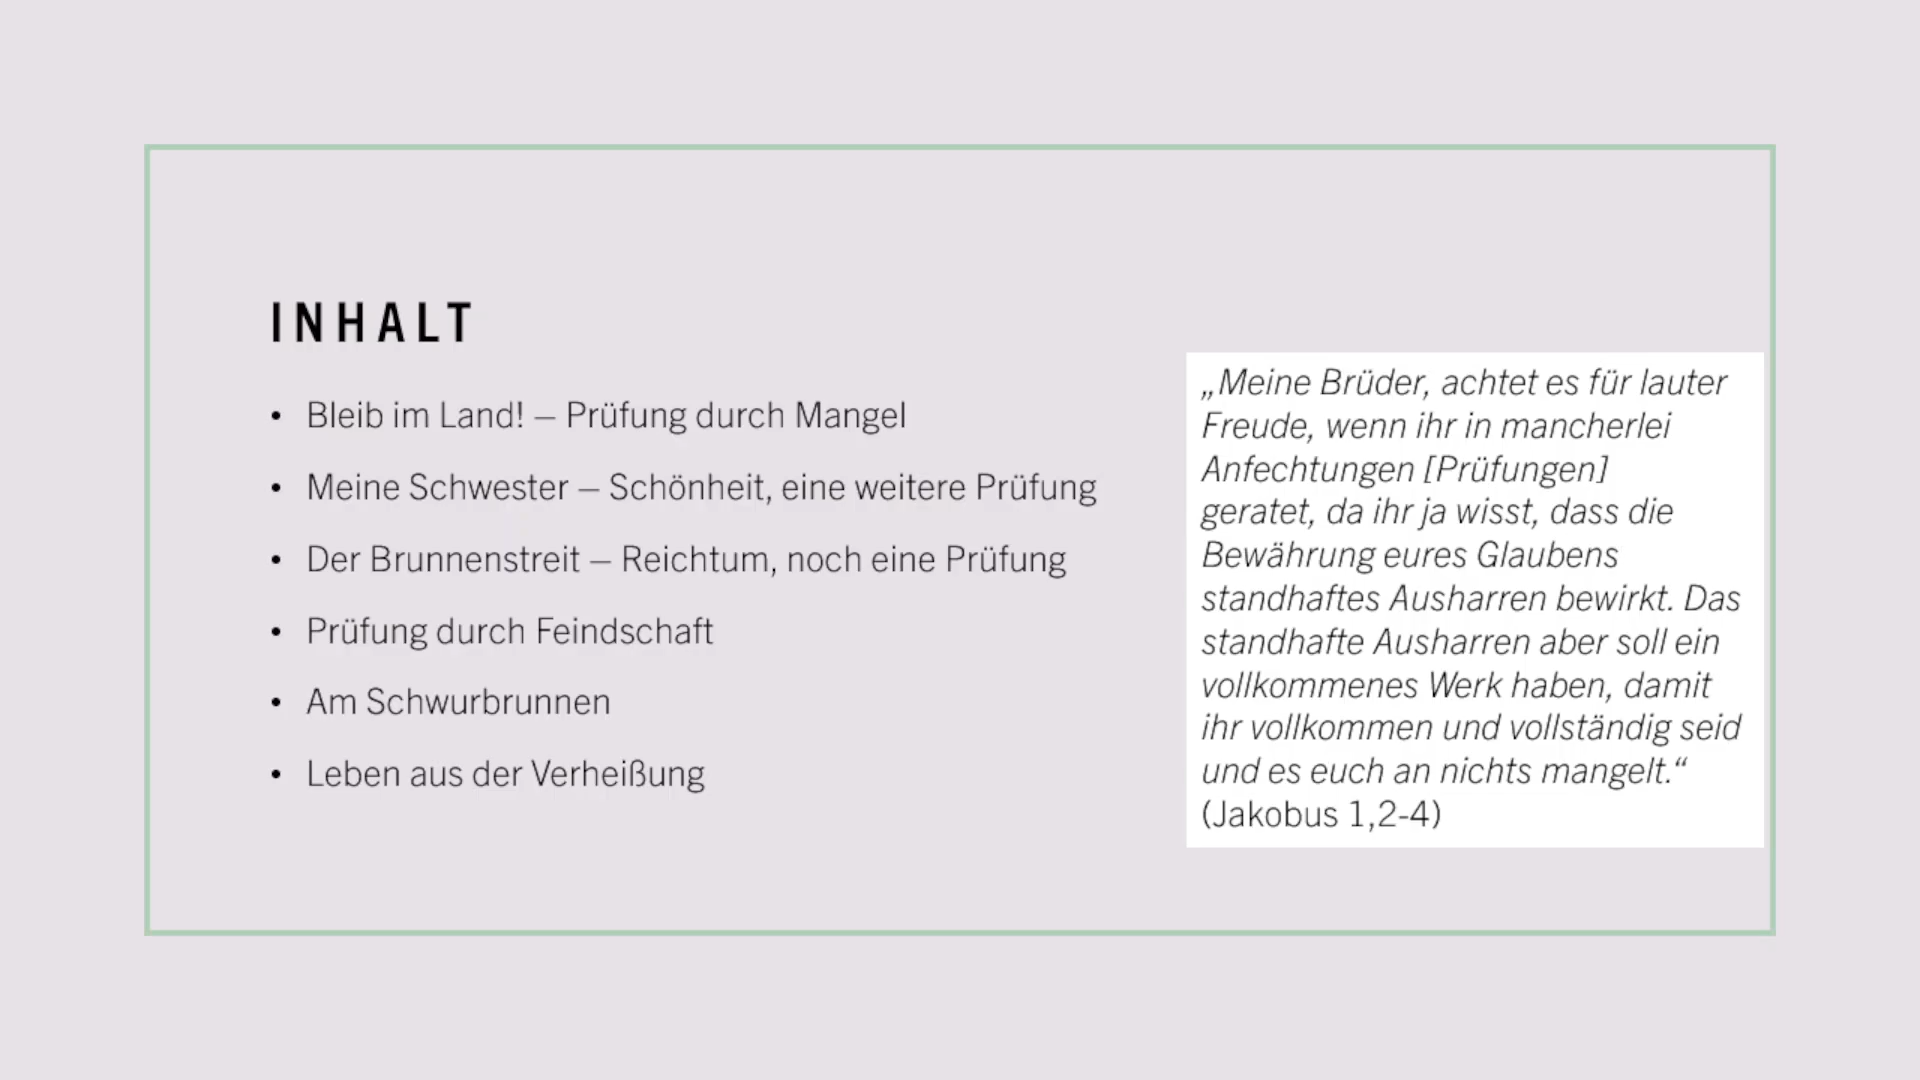 INHALT
• Bleib im Land! – Prüfung durch Mangel
• Meine Schwester – Schönheit, eine weitere Prüfung
• Der Brunnenstreit – Reichtum, noch eine Prüfung
• Prüfung durch Feindschaft
• Am Schwurbrunnen
• Leben aus der Verheißung
„Meine Brüder, achtet es für lauter
Freude, wenn ihr in mancherlei
Anfechtungen [Prüfungen]
geratet, da ihr ja wisst, dass die
Bewährung eures Glaubens
standhaftes Ausharren bewirkt. Das
standhafte Ausharren aber soll ein
vollkommenes Werk haben, damit
ihr vollkommen und vollständig seid
und es euch an nichts mangelt.“
(Jakobus 1,2-4)